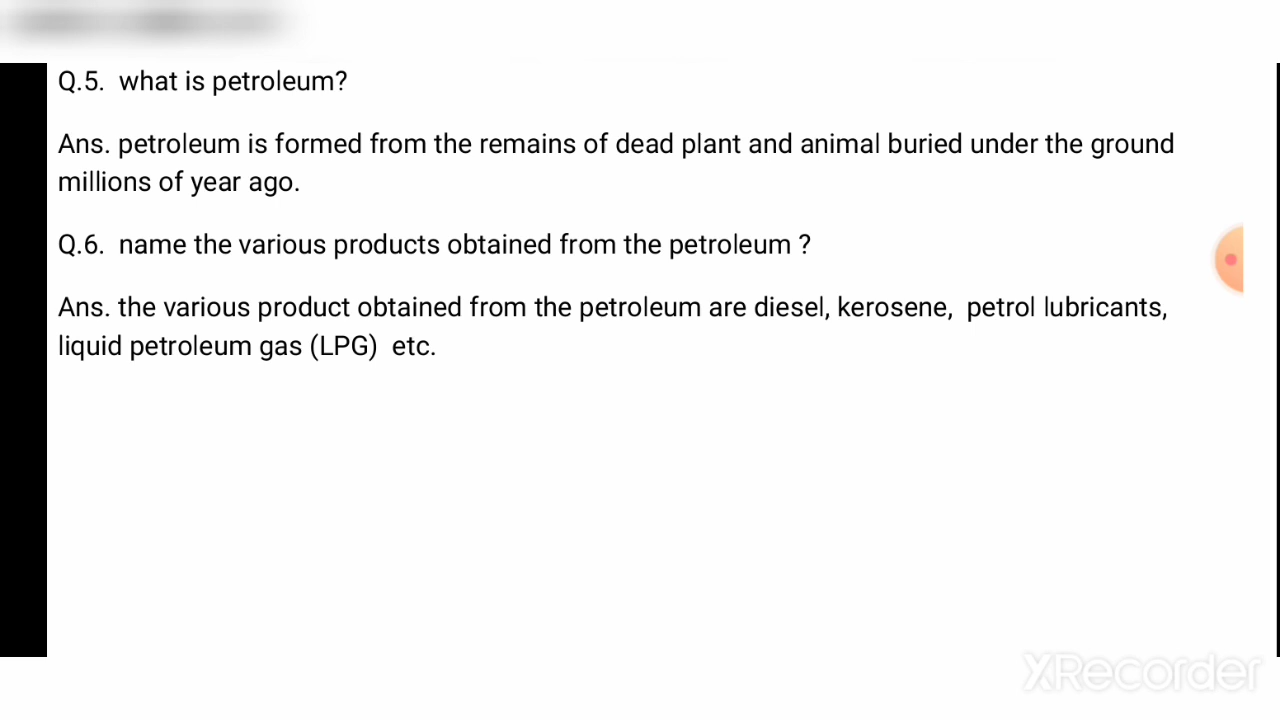 Q.5.  what is petroleum?
Ans. petroleum is formed from the remains of dead plant and animal buried under the ground
millions of year ago.
Q.6.  name the various products obtained from the petroleum ?
Ans. the various product obtained from the petroleum are diesel, kerosene,  petrol lubricants,
liquid petroleum gas (LPG)  etc.
XRecorder